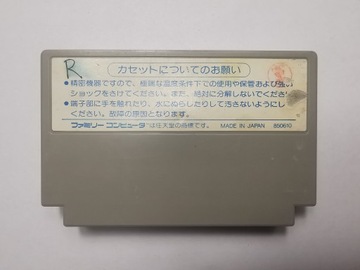 R
カセットについてのお願い
●精密機器ですので、極端な温度条件下での使用や保管および強い
ショックをさけてください。また、絶対に分解しないでください。
●端子部に手を触れたり、水にぬらしたりして汚さないようにし
てください。故障の原因となります。
ファミリーコンピュータは任天堂の商標です。 MADE IN JAPAN 850610